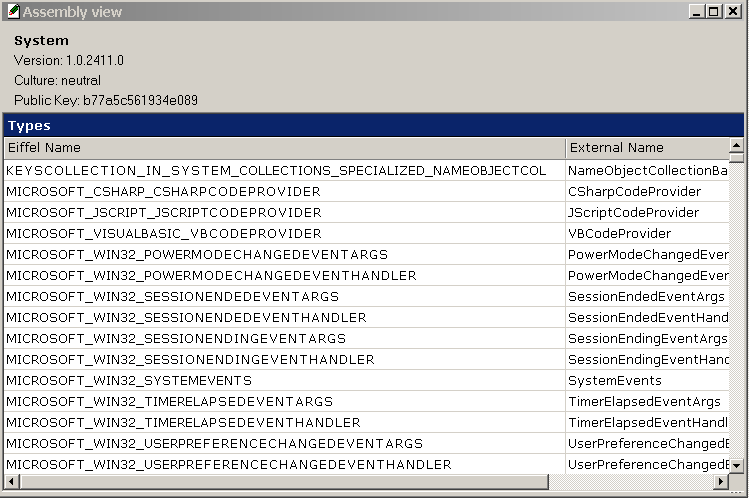 Assembly view
System
Version: 1.0.2411.0
Culture: neutral
Public Key: b77a5c561934e089
Types
Eiffel Name External Name
KEYSCOLLECTION_IN_SYSTEM_COLLECTIONS_SPECIALIZED_NAMEOBJECTCOL NameObjectCollectionBa
MICROSOFT_CSHARP_CSHARPCODEPROVIDER CSharpCodeProvider
MICROSOFT_JSCRIPT_JSCRIPTCODEPROVIDER JScriptCodeProvider
MICROSOFT_VISUALBASIC_VBCODEPROVIDER VBCodeProvider
MICROSOFT_WIN32_POWERMODECHANGEDEVENTARGS PowerModeChangedEver
MICROSOFT_WIN32_POWERMODECHANGEDEVENTHANDLER PowerModeChangedEver
MICROSOFT_WIN32_SESSIONENDEDEVENTARGS SessionEndedEventArgs
MICROSOFT_WIN32_SESSIONENDEDEVENTHANDLER SessionEndedEventHand
MICROSOFT_WIN32_SESSIONENDINGEVENTARGS SessionEndingEventArgs
MICROSOFT_WIN32_SESSIONENDINGEVENTHANDLER SessionEndingEventHanc
MICROSOFT_WIN32_SYSTEMEVENTS SystemEvents
MICROSOFT_WIN32_TIMERELAPSEDEVENTARGS TimerElapsedEventArgs
MICROSOFT_WIN32_TIMERELAPSEDEVENTHANDLER TimerElapsedEventHandl
MICROSOFT_WIN32_USERPREFERENCECHANGEDEVENTARGS UserPreferenceChangedE
MICROSOFT_WIN32_USERPREFERENCECHANGEDEVENTHANDLER UserPreferenceChangedE